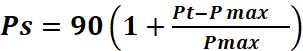 Ps = 90 (1 + (Pt−P max)/(Pmax))